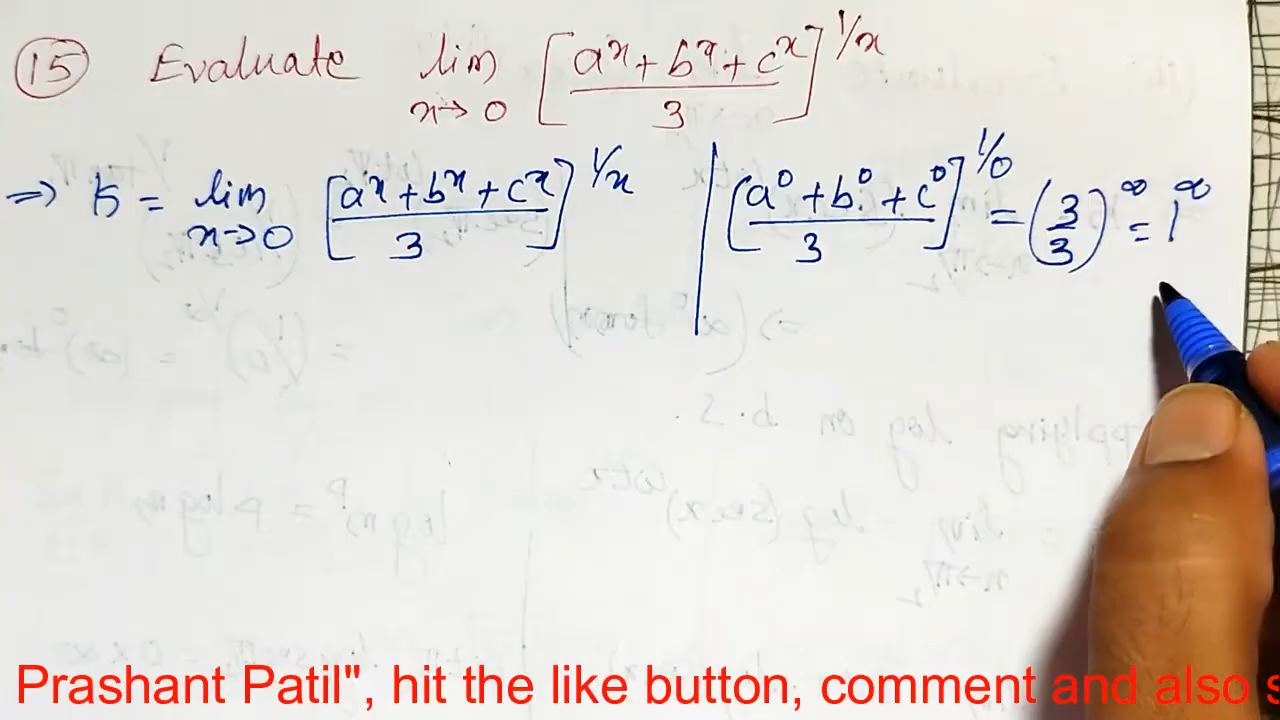 15 Evaluate lim x→0 [(a^x + b^x + c^x)/3]^1/x
⇒ K = lim x→0 [(a^x + b^x + c^x)/3]^1/x | [(a^0 + b^0 + c^0)/3]^1/0 = (3/3)^∞ = 1^∞
Prashant Patil", hit the like button, comment and also s